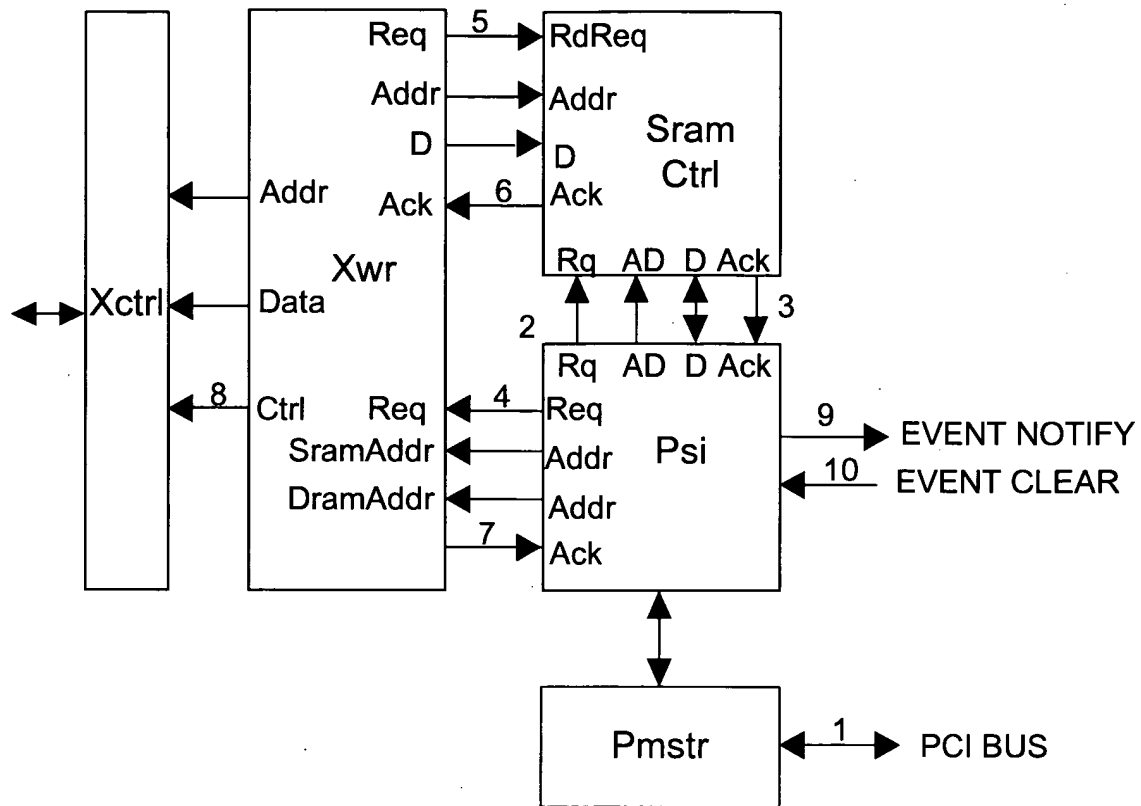 Req 5 RdReq
Addr Addr
D D
Sram
Ctrl
Ack 6 Ack
Addr
Xwr
Rq AD D Ack
Xctrl Data
2 3
Rq AD D Ack
8 Ctrl Req 4 Req
Psi
9 EVENT NOTIFY
SramAddr Addr
10 EVENT CLEAR
DramAddr Addr
7 Ack
Pmstr 1 PCI BUS